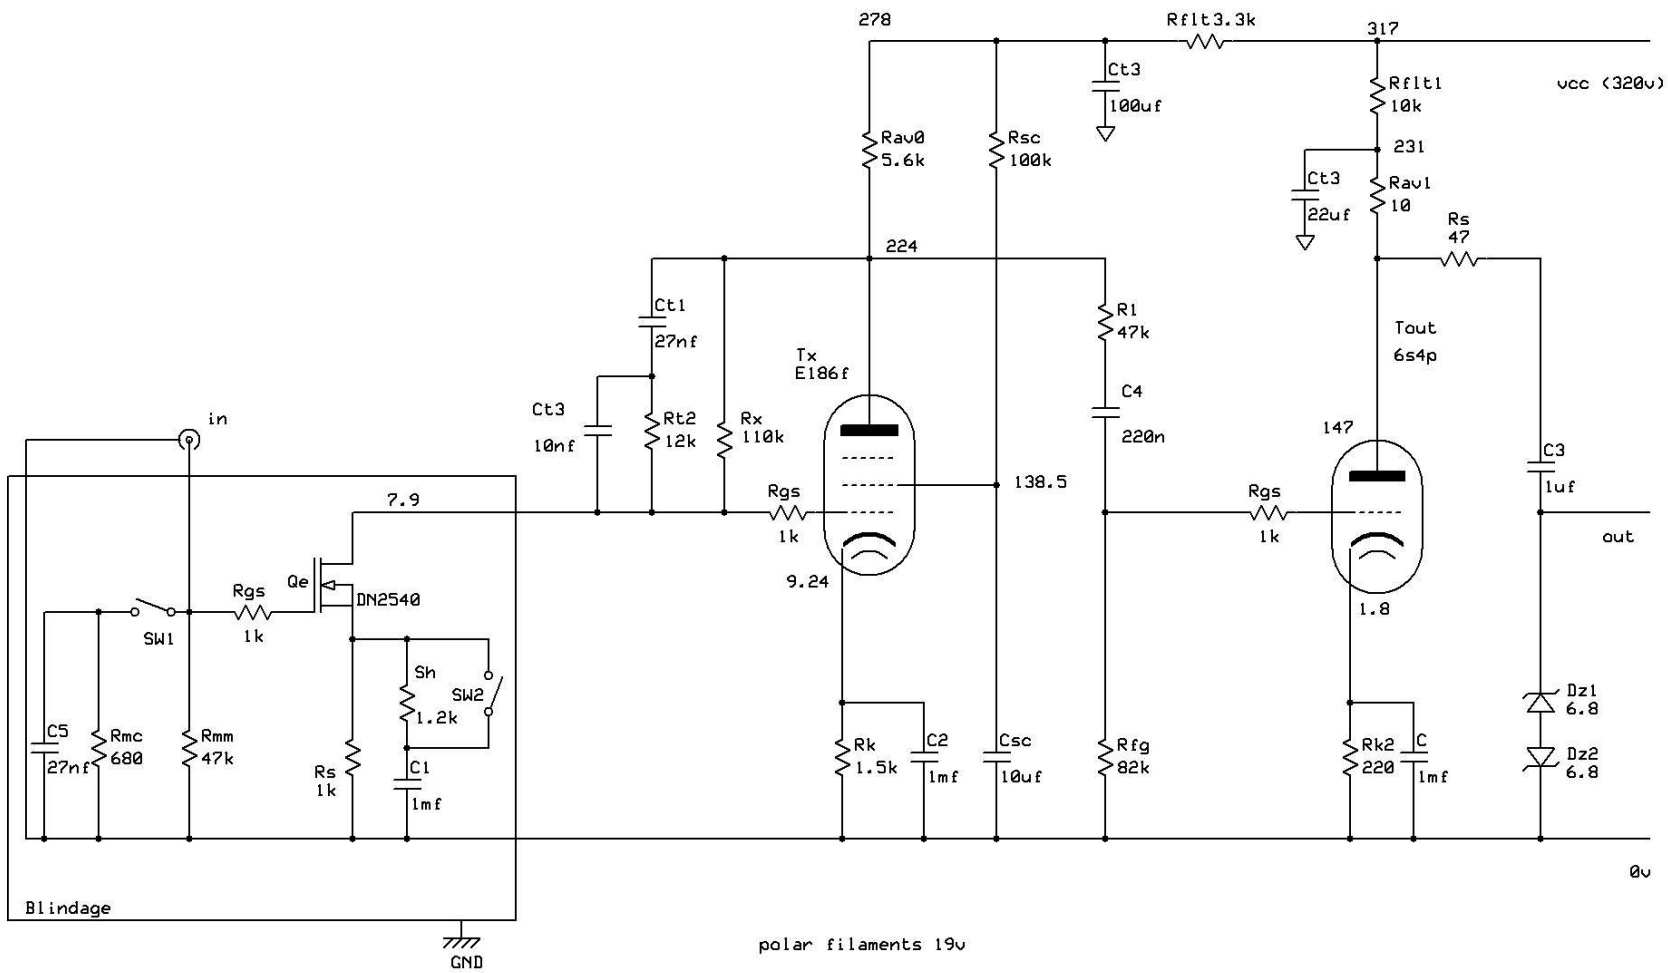 278
Rflt3.3k
317
Ct3
100uf
Rflt1
10k
vcc (320v)
Rav0
5.6k
Rsc
100k
231
Ct3
22uf
Rav1
10
Rs
47
224
Ct1
27nf
R1
47k
Tout
6s4p
Tx
E186f
C4
220n
in
Ct3
10nf
Rt2
12k
Rx
110k
147
C3
1uf
138.5
7.9
Rgs
1k
Rgs
1k
out
9.24
Qe
DN2540
Rgs
1k
SW1
1.8
Sh
1.2k
SW2
Dz1
6.8
C5
27nf
Rmc
680
Rmm
47k
Rs
1k
C1
1mf
Rk
1.5k
C2
1mf
Csc
10uf
Rfg
82k
Rk2
220
C
1mf
Dz2
6.8
0v
Blindage
GND
polar filaments 19v